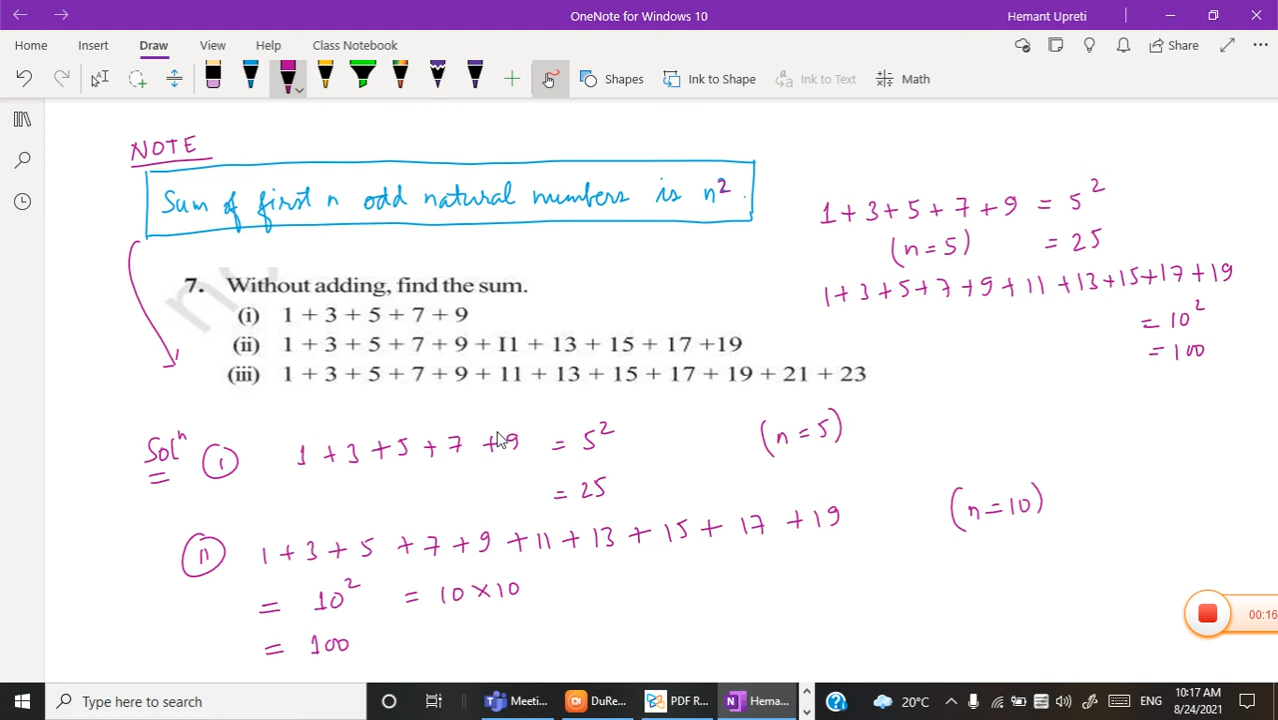 OneNote for Windows 10
Hemant Upreti
Home Insert Draw View Help Class Notebook
Share
Shapes Ink to Shape Ink to Text Math
NOTE
Sum of first n odd natural numbers is n².
7. Without adding, find the sum.
(i) 1 + 3 + 5 + 7 + 9
(ii) 1 + 3 + 5 + 7 + 9 + I1 + 13 + 15 + 17 +19
(iii) 1 + 3 + 5 + 7 + 9 + 11 + 13 + 15 + 17 + 19 + 21 + 23
1+3+5+7+9 = 5²
(n=5) = 25
1+3+5+7+9+11+13+15+17+19
= 10²
= 100
Solⁿ (i) 1+3+5+7+9 = 5² (n=5)
= 25
(ii) 1+3+5+7+9+11+13+15+17+19 (n=10)
= 10² = 10×10
= 100
00:16
Type here to search
Meeti...
DuRe...
PDF R...
Hema...
20°C
ENG
10:17 AM
8/24/2021